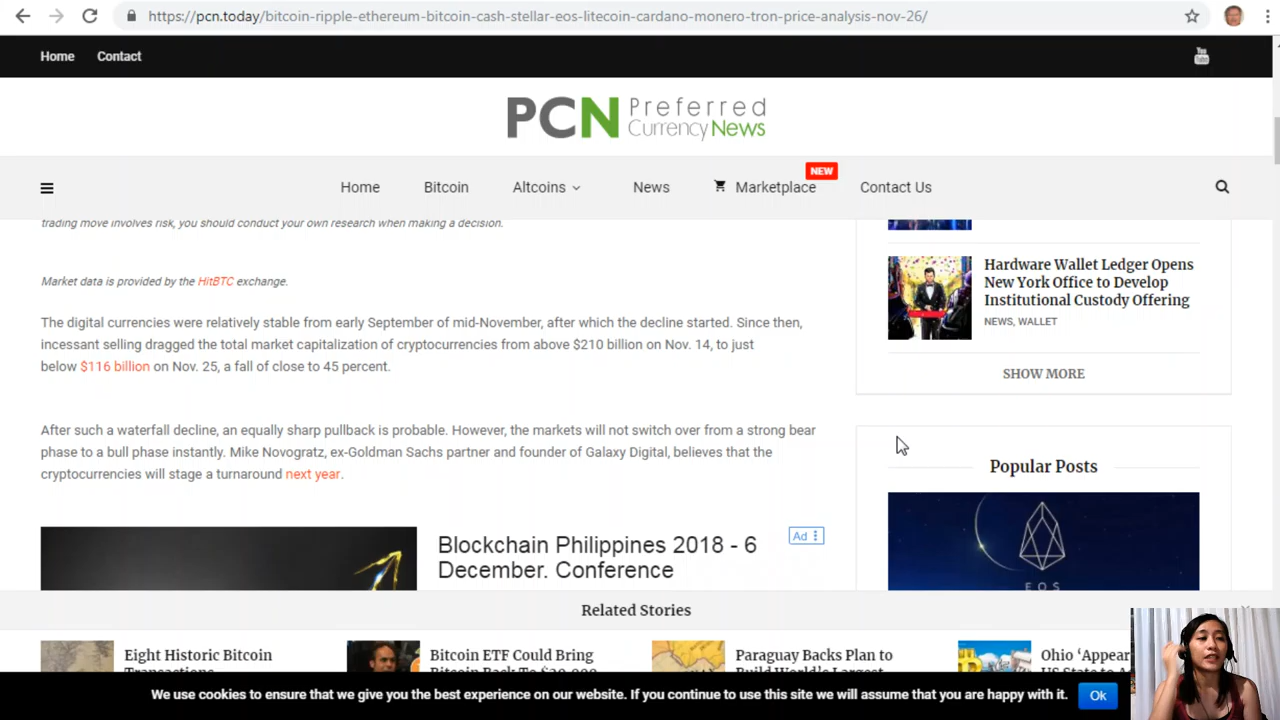 https://pcn.today/bitcoin-ripple-ethereum-bitcoin-cash-stellar-eos-litecoin-cardano-monero-tron-price-analysis-nov-26/
Home Contact
You Tube
PCN Preferred Currency News
Home Bitcoin Altcoins News Marketplace NEW Contact Us
trading move involves risk, you should conduct your own research when making a decision.
Market data is provided by the HitBTC exchange.
The digital currencies were relatively stable from early September of mid-November, after which the decline started. Since then,
incessant selling dragged the total market capitalization of cryptocurrencies from above $210 billion on Nov. 14, to just
below $116 billion on Nov. 25, a fall of close to 45 percent.
After such a waterfall decline, an equally sharp pullback is probable. However, the markets will not switch over from a strong bear
phase to a bull phase instantly. Mike Novogratz, ex-Goldman Sachs partner and founder of Galaxy Digital, believes that the
cryptocurrencies will stage a turnaround next year.
Blockchain Philippines 2018 - 6
December. Conference
Ad
Hardware Wallet Ledger Opens
New York Office to Develop
Institutional Custody Offering
NEWS, WALLET
SHOW MORE
Popular Posts
EOS
Related Stories
Eight Historic Bitcoin
Transactions
Bitcoin ETF Could Bring
Bitcoin Back To $20,000
Paraguay Backs Plan to
Build World's Largest
Ohio 'Appear
US State to A
We use cookies to ensure that we give you the best experience on our website. If you continue to use this site we will assume that you are happy with it.
Ok